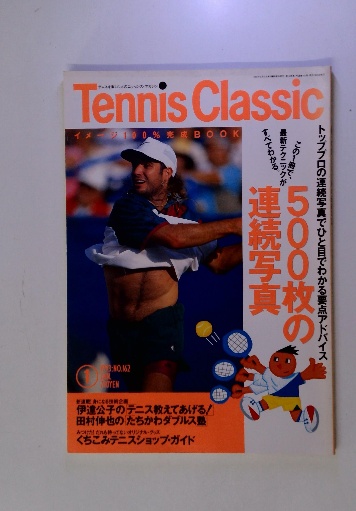 Tennis Classic
イメージ100%完成BOOK
トッププロの連続写真でひと目でわかる要点アドバイス
この1冊で、
最新テクニックが
すべてわかる
500枚の
連続写真
NO.162
伊達公子の「テニス教えてあげる!」
田村伸也の「たちかわダブルス塾」
くちこみテニスショップ・ガイド